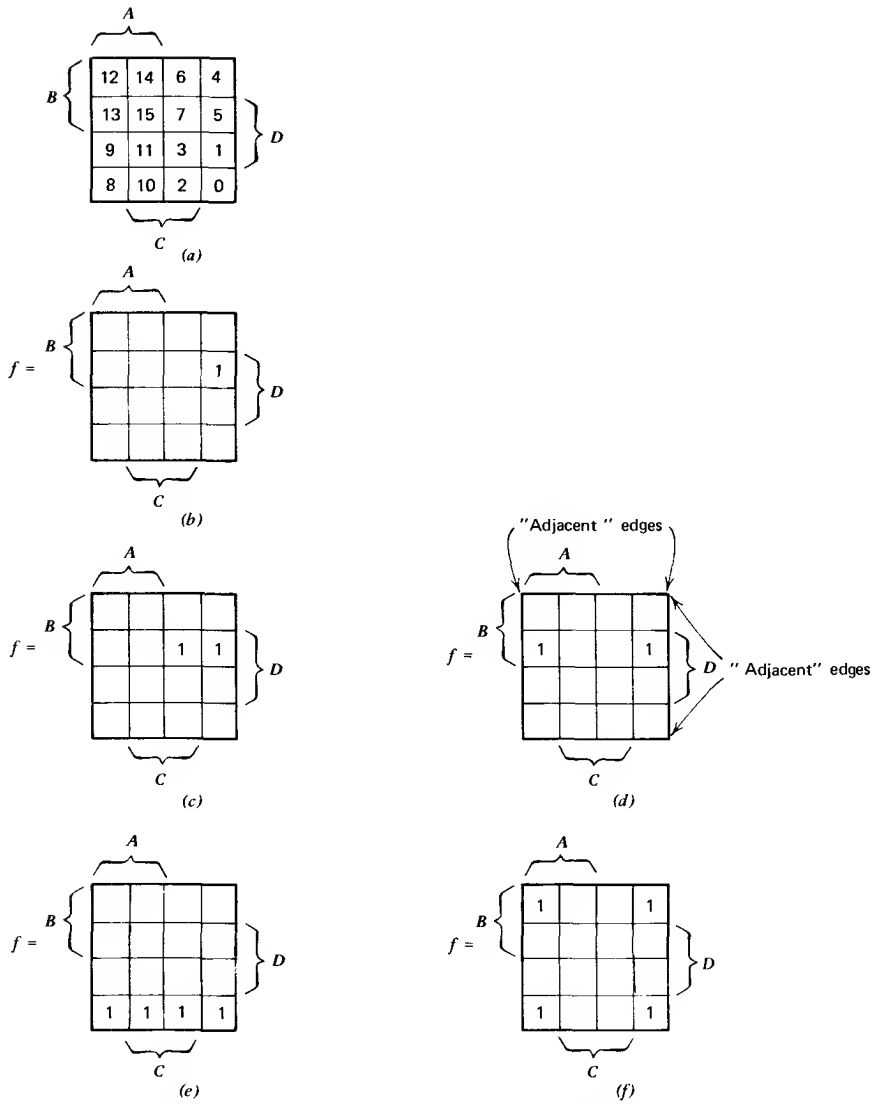 A
12 14 6 4
B
13 15 7 5
D
9 11 3 1
8 10 2 0
C
(a)
A
B
f =
1
D
C
(b)
A
B
f =
1 1
D
C
(c)
"Adjacent " edges
A
B
f =
1 1
D
" Adjacent" edges
C
(d)
A
B
f =
D
1 1 1 1
C
(e)
A
1 1
B
f =
D
1 1
C
(f)